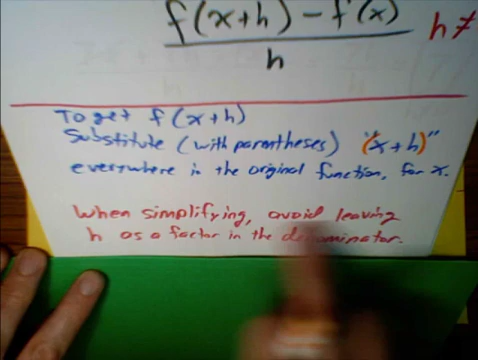 f(x+h) - f(x)
h
h≠
To get f(x+h)
Substitute (with parentheses) "(x+h)"
everywhere in the original function, for x.
When simplifying, avoid leaving
h as a factor in the denominator.